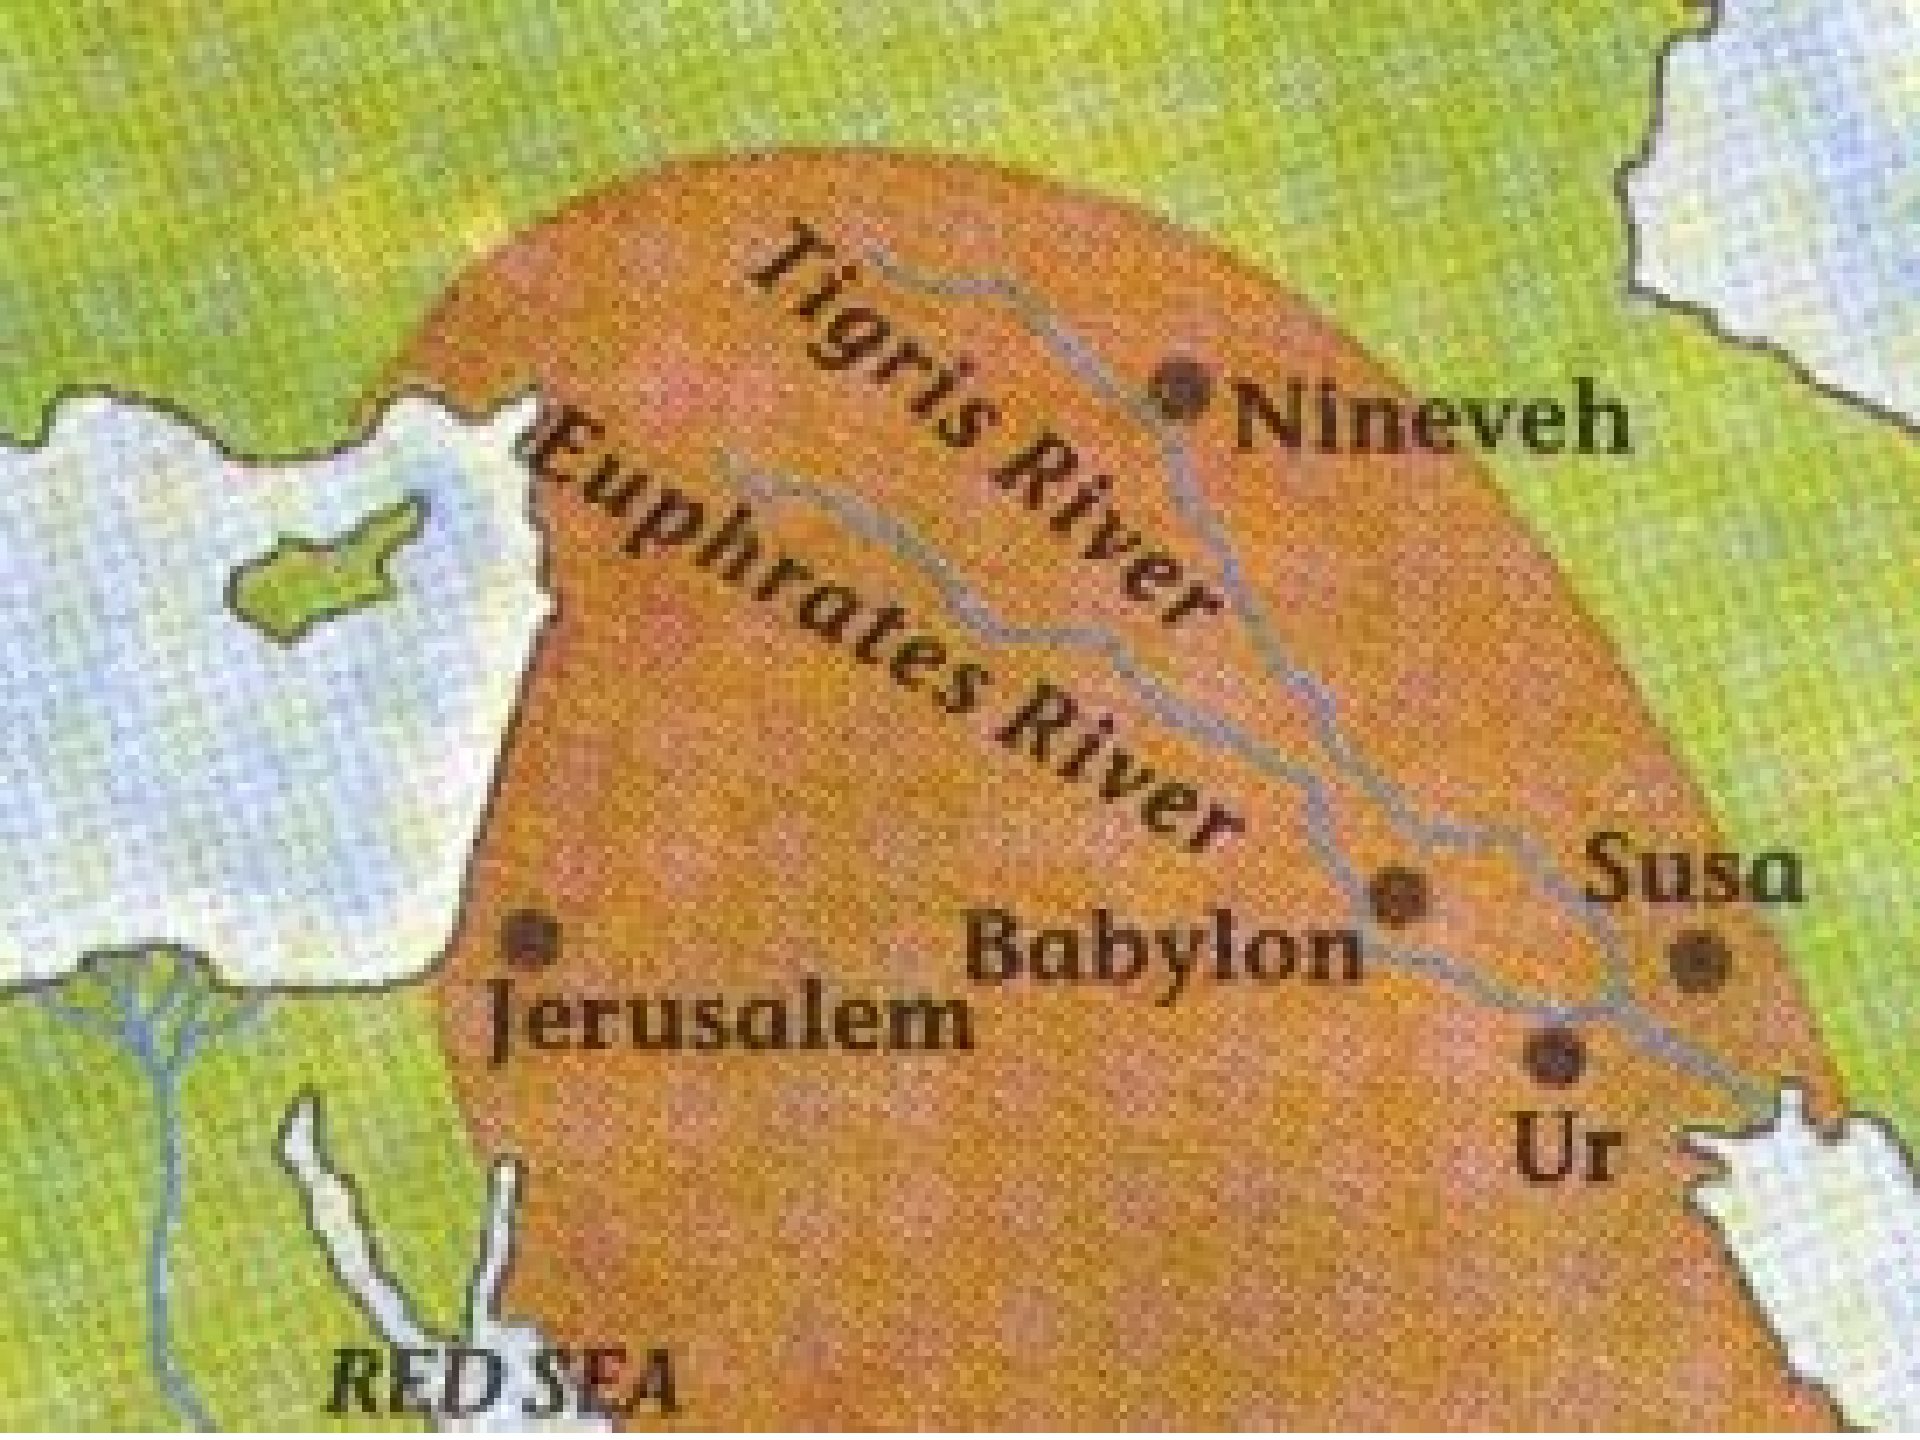 Tigris River
Nineveh
Euphrates River
Susa
Babylon
Jerusalem
Ur
RED SEA